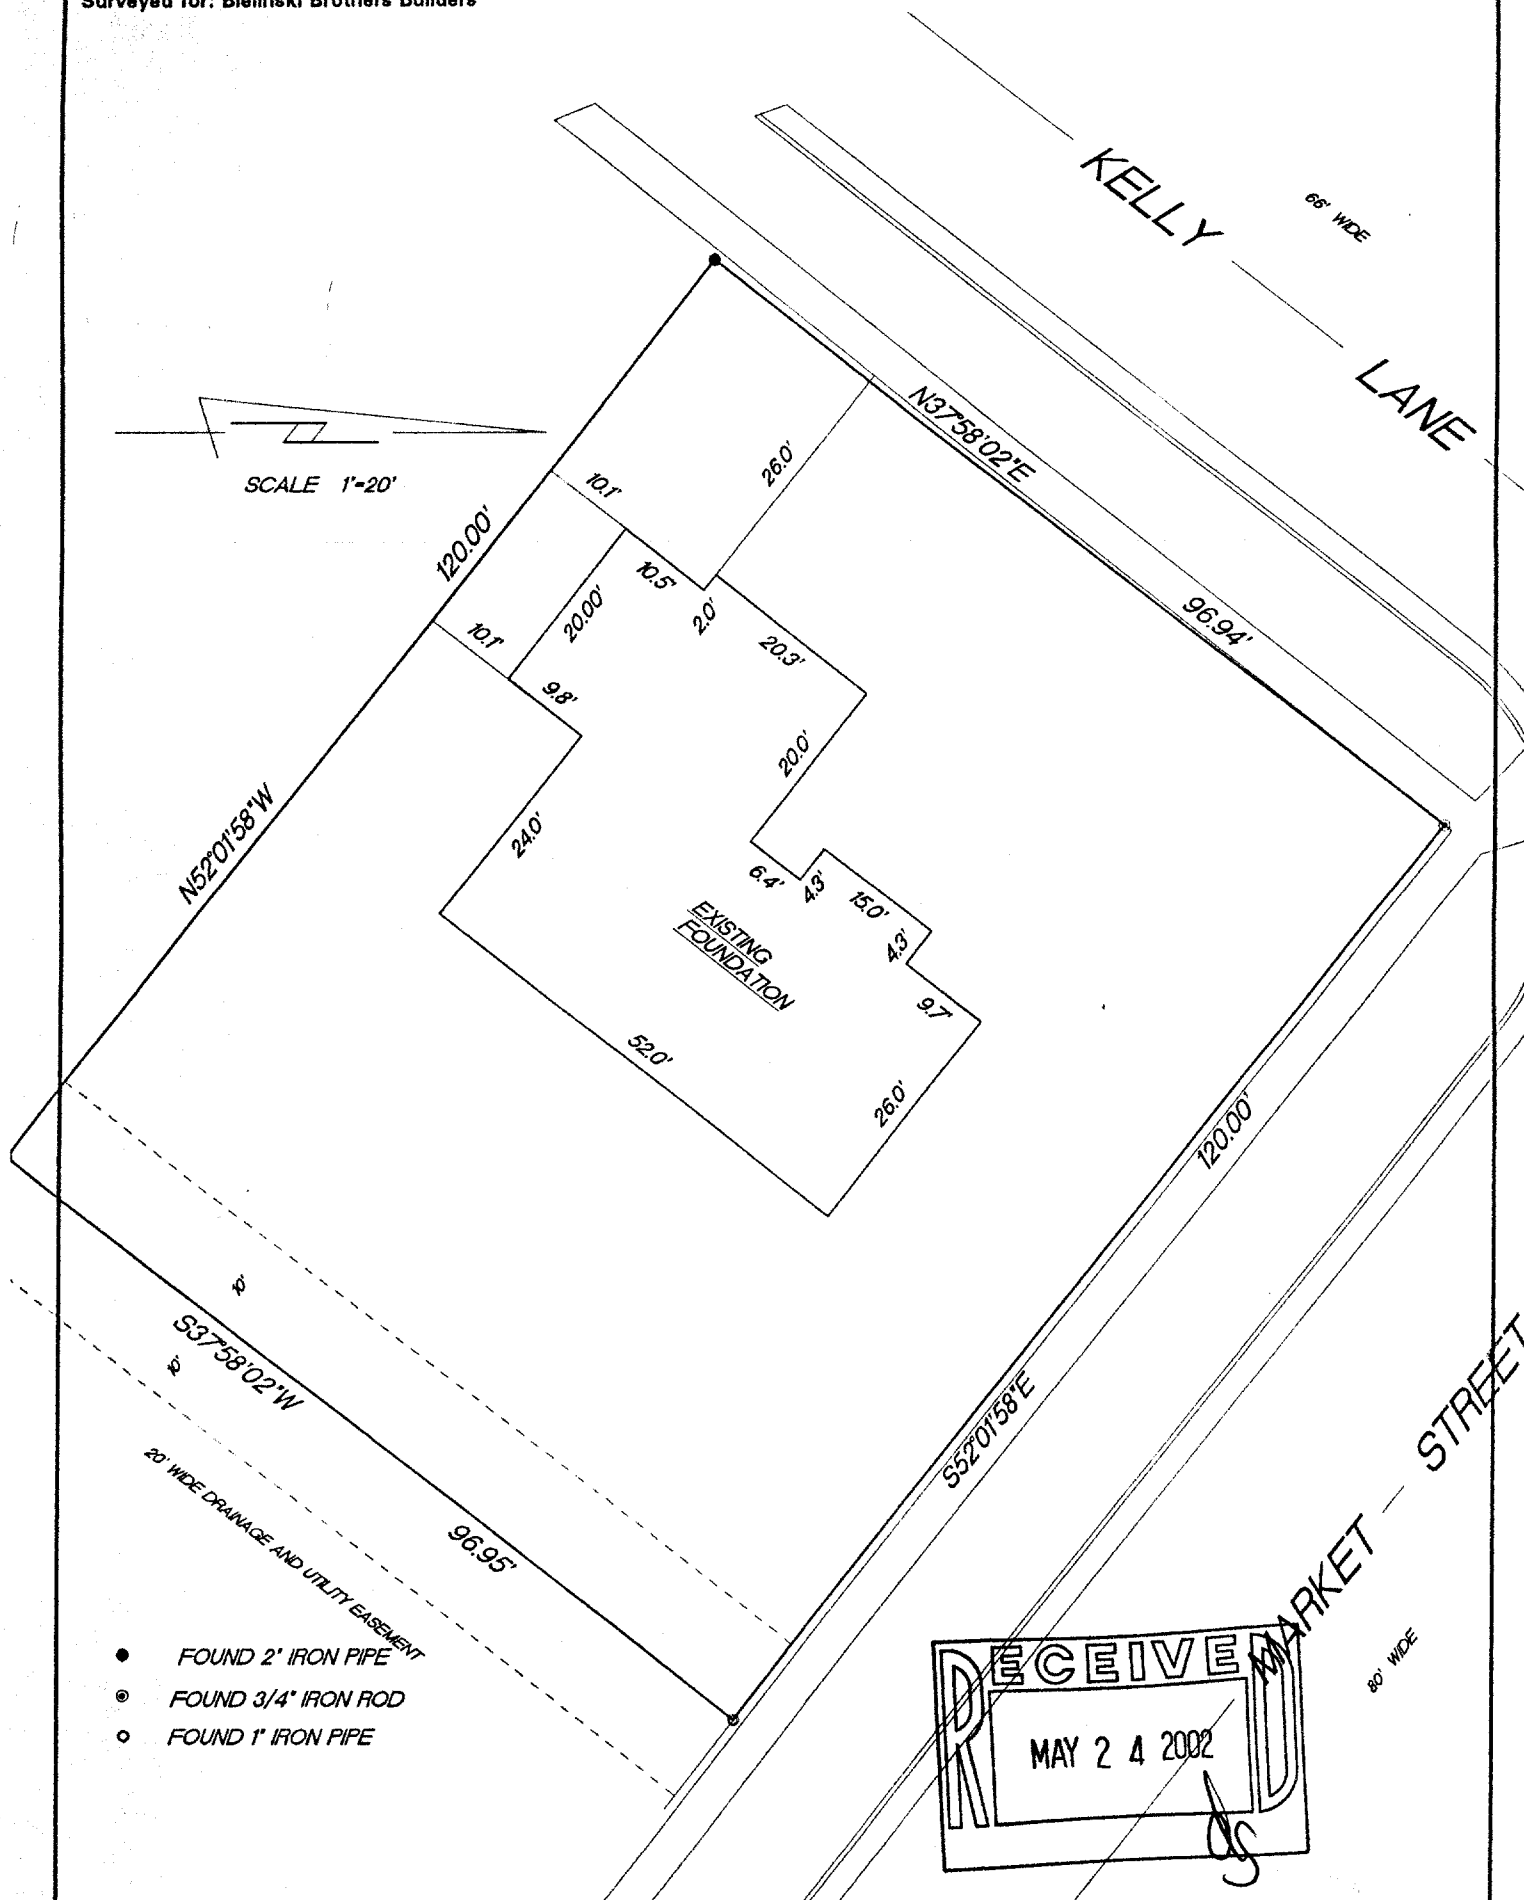 Surveyed for: Bielinski Brothers Builders
KELLY LANE
66' WIDE
SCALE 1"=20'
N37°58'02"E
96.94'
120.00'
N52°01'58"W
10.1'
26.0'
10.5'
20.00'
2.0'
10.1'
20.3'
9.8'
20.0'
24.0'
6.4'
4.3'
15.0'
4.3'
EXISTING
FOUNDATION
9.7'
52.0'
26.0'
120.00'
S52°01'58"E
10'
S37°58'02"W
10'
96.95'
20' WIDE DRAINAGE AND UTILITY EASEMENT
MARKET STREET
80' WIDE
FOUND 2" IRON PIPE
FOUND 3/4" IRON ROD
FOUND 1" IRON PIPE
RECEIVED
MAY 24 2002